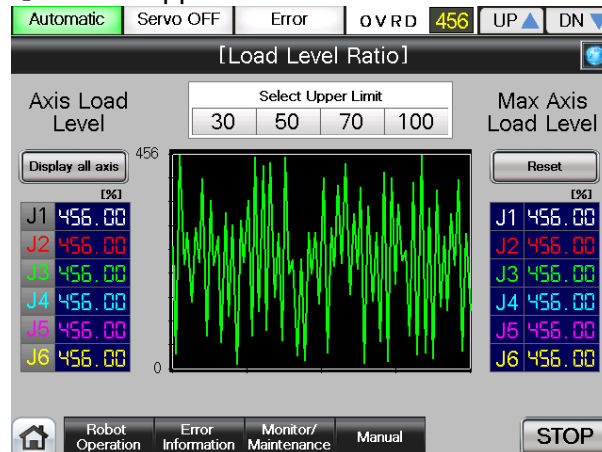 Automatic Servo OFF Error OVRD 456 UP DN
[Load Level Ratio]
Axis Load
Level
Select Upper Limit
30 50 70 100
Max Axis
Load Level
Display all axis
456
0
Reset
[%]
J1 456.00
J2 456.00
J3 456.00
J4 456.00
J5 456.00
J6 456.00
[%]
J1 456.00
J2 456.00
J3 456.00
J4 456.00
J5 456.00
J6 456.00
Robot
Operation
Error
Information
Monitor/
Maintenance
Manual
STOP